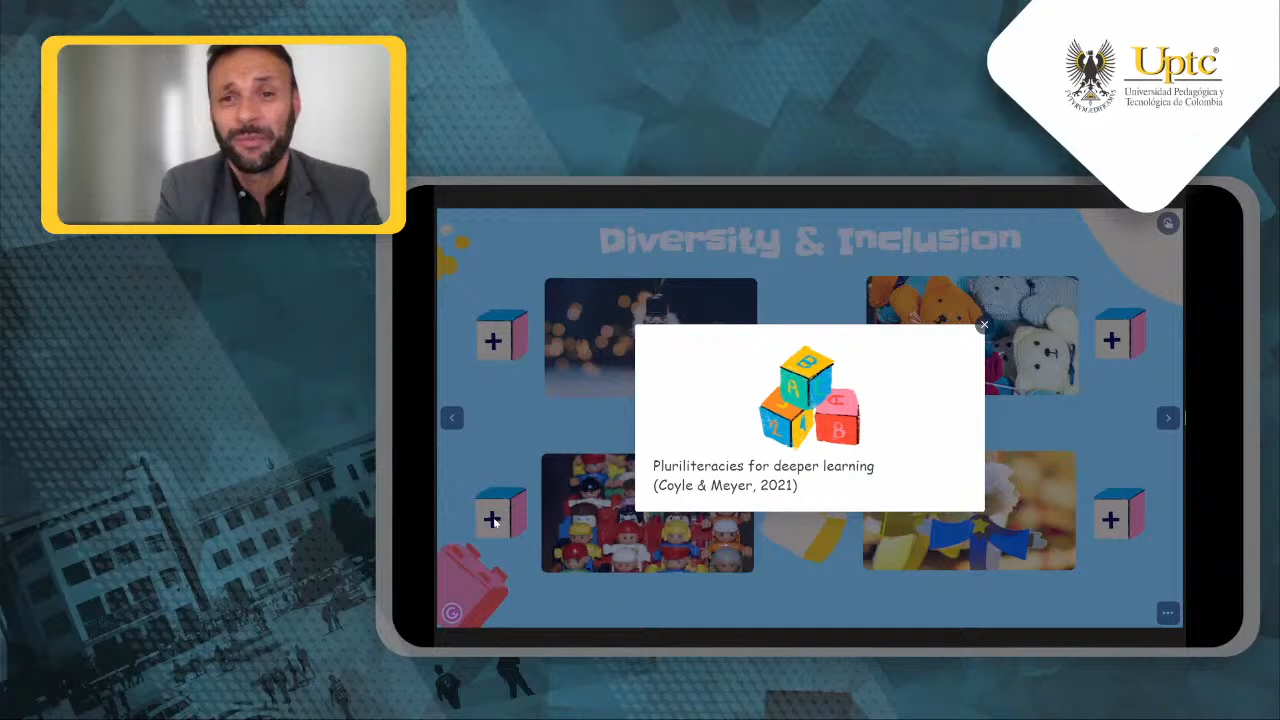 Uptc
Universidad Pedagógica y
Tecnológica de Colombia
Diversity & Inclusion
Pluriliteracies for deeper learning
(Coyle & Meyer, 2021)